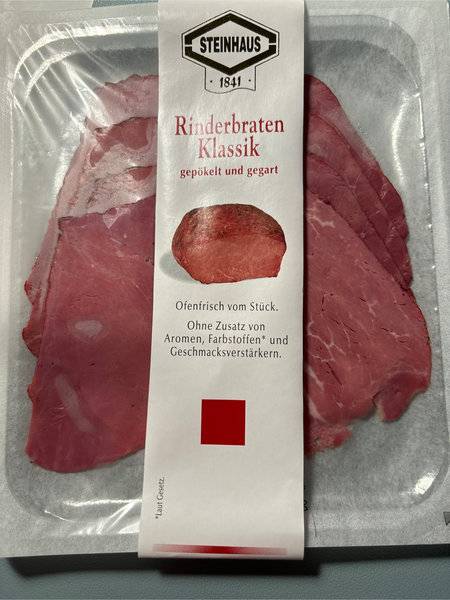 STEINHAUS
· 1841 ·
Rinderbraten
Klassik
gepökelt und gegart
Ofenfrisch vom Stück.
Ohne Zusatz von
Aromen, Farbstoffen* und
Geschmacksverstärkern.
*Laut Gesetz.